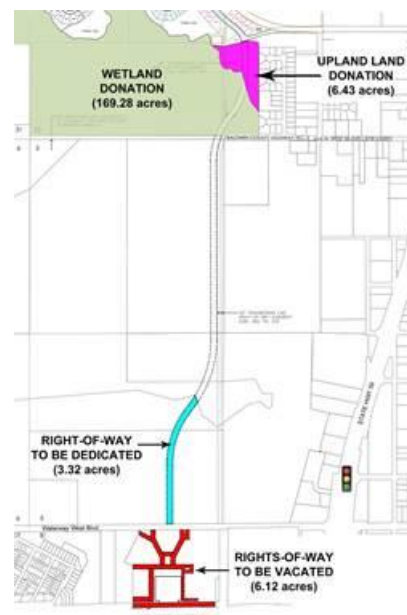 WETLAND
DONATION
(169.28 acres)
UPLAND LAND
DONATION
(6.43 acres)
STATE HWY 59
RIGHT-OF-WAY
TO BE DEDICATED
(3.32 acres)
Waterway West Blvd
RIGHTS-OF-WAY
TO BE VACATED
(6.12 acres)